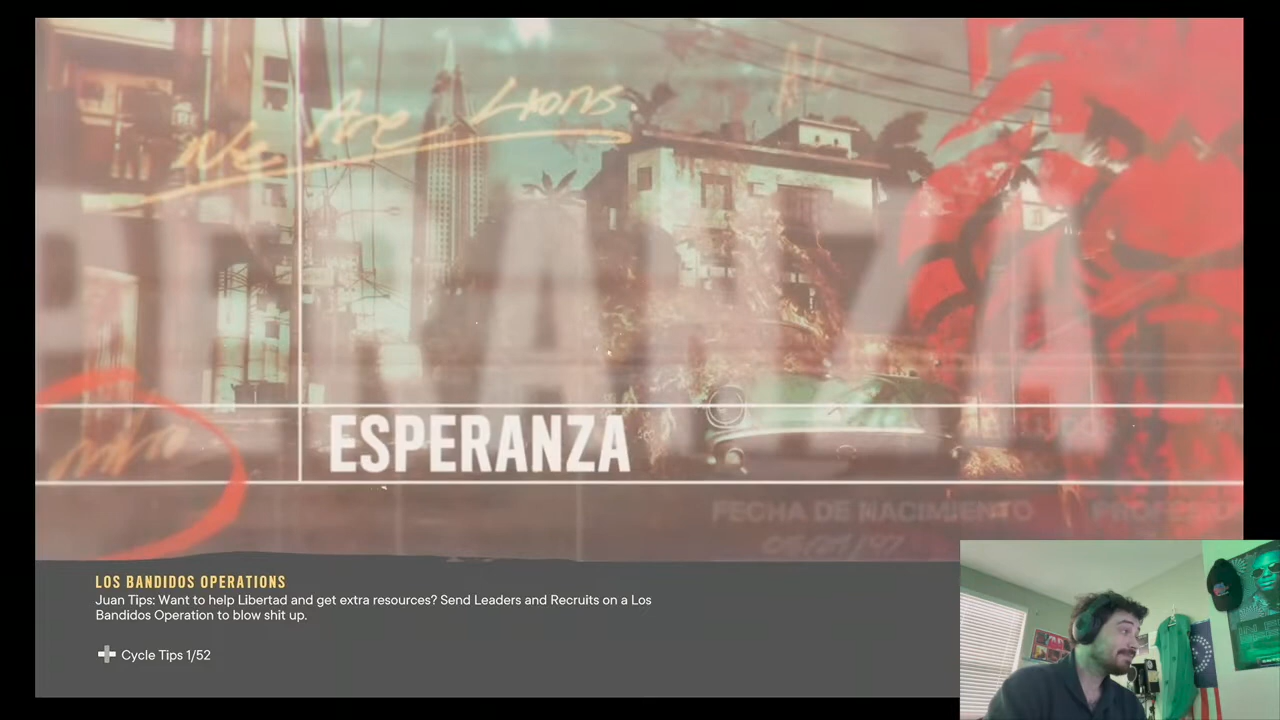 We Are Lions
ESPERANZA
FECHA DE NACIMIENTO
LOS BANDIDOS OPERATIONS
Juan Tips: Want to help Libertad and get extra resources? Send Leaders and Recruits on a Los
Bandidos Operation to blow shit up.
Cycle Tips 1/52